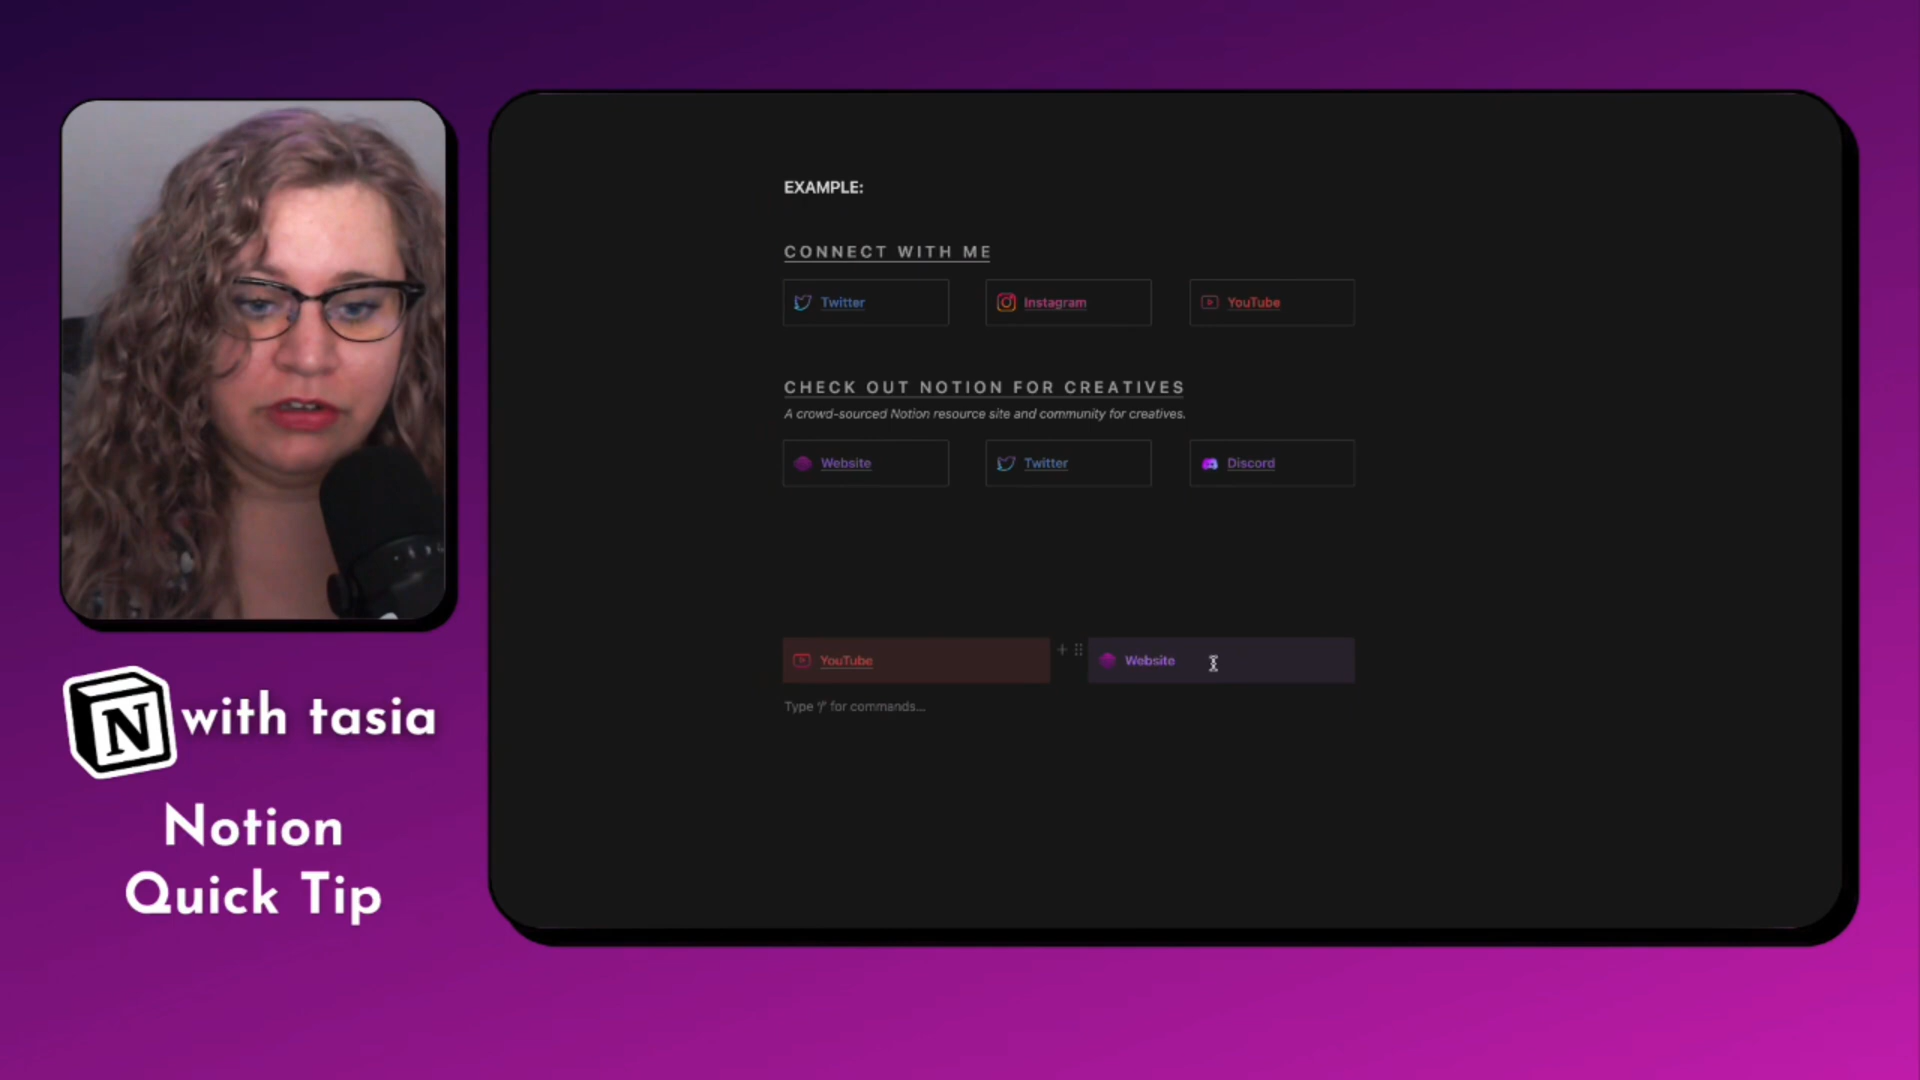 EXAMPLE:
CONNECT WITH ME
Twitter Instagram YouTube
CHECK OUT NOTION FOR CREATIVES
A crowd-sourced Notion resource site and community for creatives.
Website Twitter Discord
YouTube Website
Type '/' for commands...
N with tasia
Notion
Quick Tip